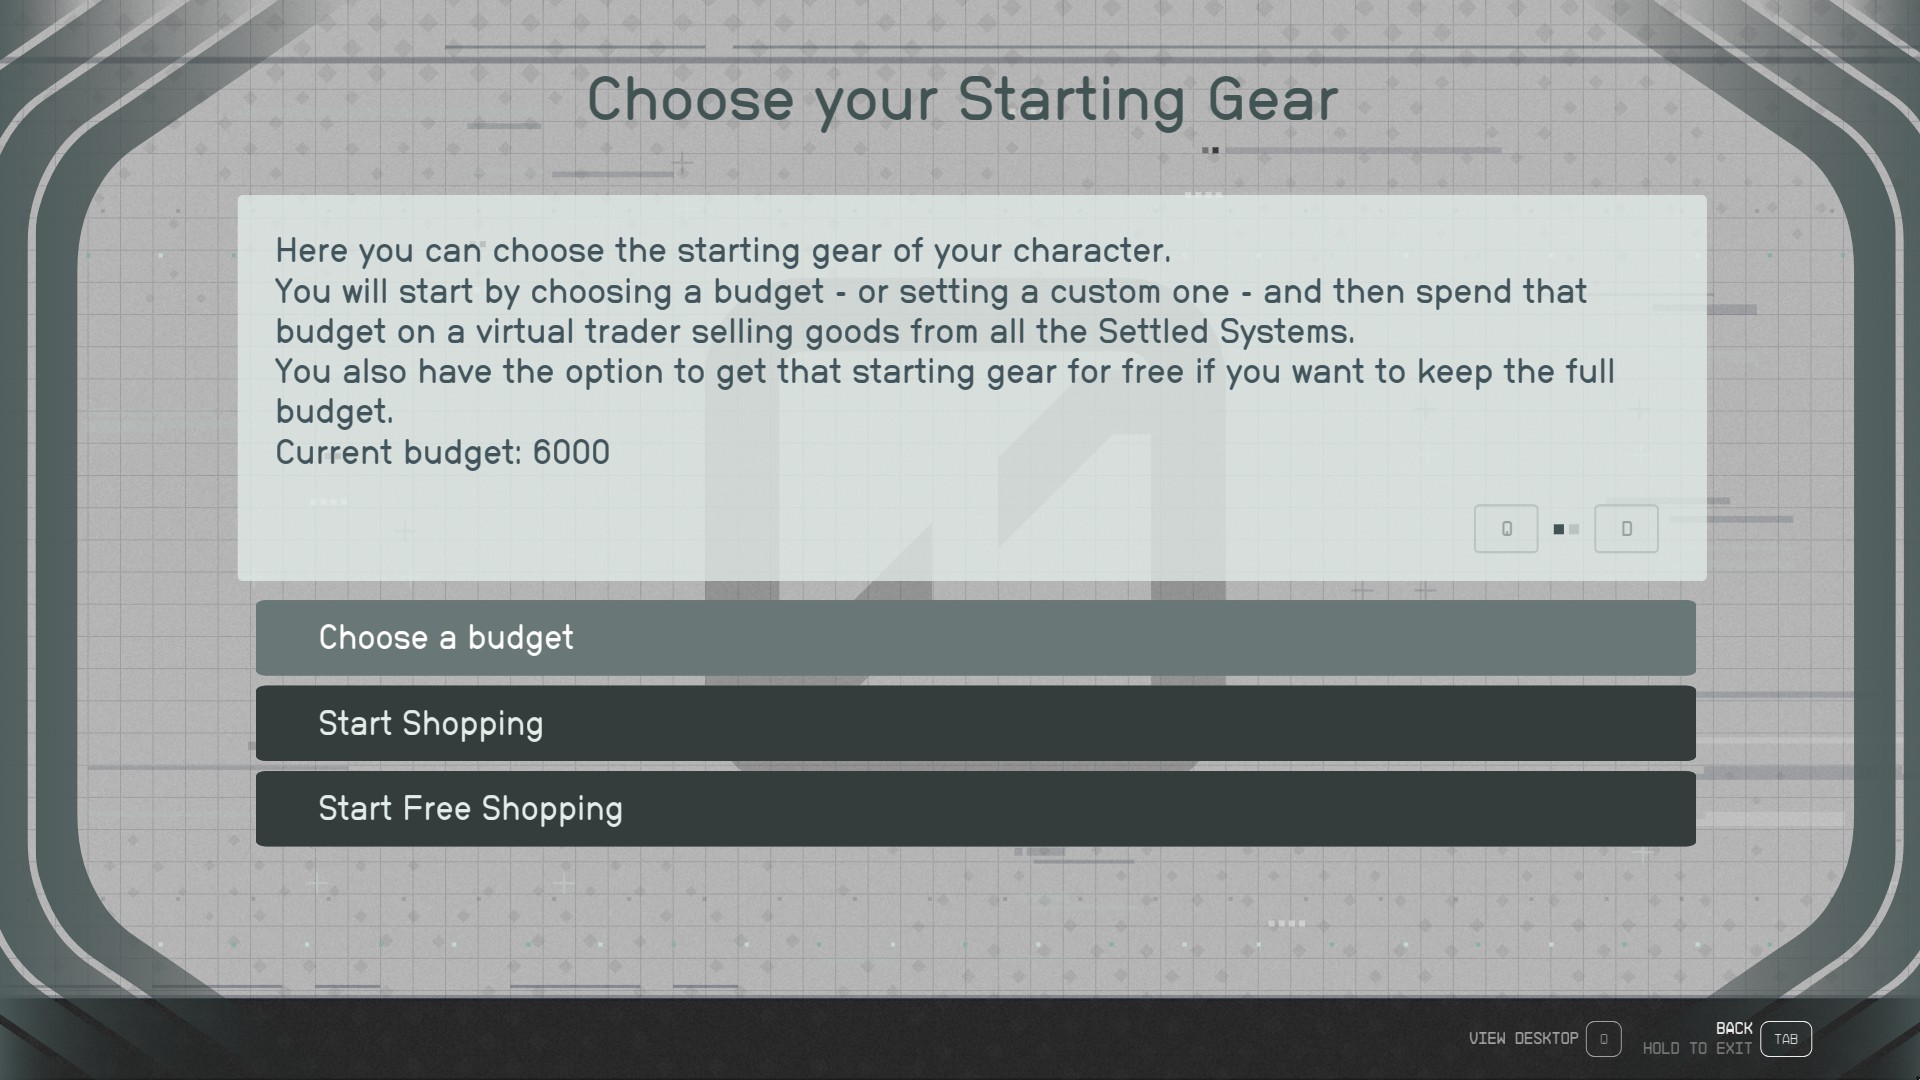 Choose your Starting Gear
Here you can choose the starting gear of your character.
You will start by choosing a budget - or setting a custom one - and then spend that
budget on a virtual trader selling goods from all the Settled Systems.
You also have the option to get that starting gear for free if you want to keep the full
budget.
Current budget: 6000
Q D
Choose a budget
Start Shopping
Start Free Shopping
VIEW DESKTOP
BACK
HOLD TO EXIT
TAB